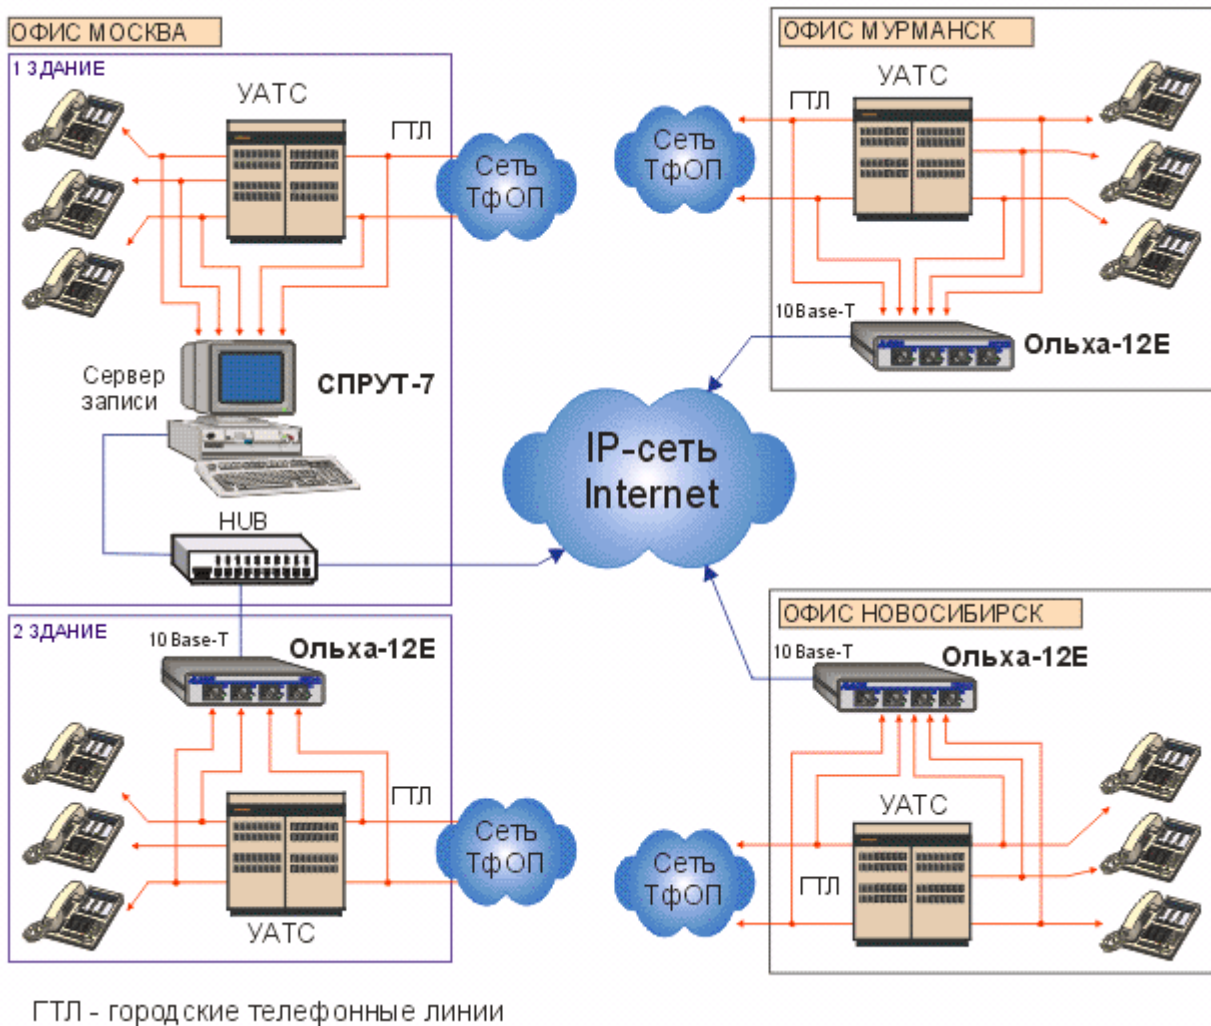 ОФИС МОСКВА
1 ЗДАНИЕ
УАТС
ГТЛ
Сеть
ТфОП
Сервер
записи
СПРУТ-7
HUB
2 ЗДАНИЕ
10 Base-T
Ольха-12Е
ГТЛ
Сеть
ТфОП
УАТС
IP-сеть
Internet
ОФИС МУРМАНСК
УАТС
ГТЛ
Сеть
ТфОП
10 Base-T
Ольха-12Е
ОФИС НОВОСИБИРСК
10 Base-T
Ольха-12Е
УАТС
Сеть
ТфОП
ГТЛ
ГТЛ - городские телефонные линии